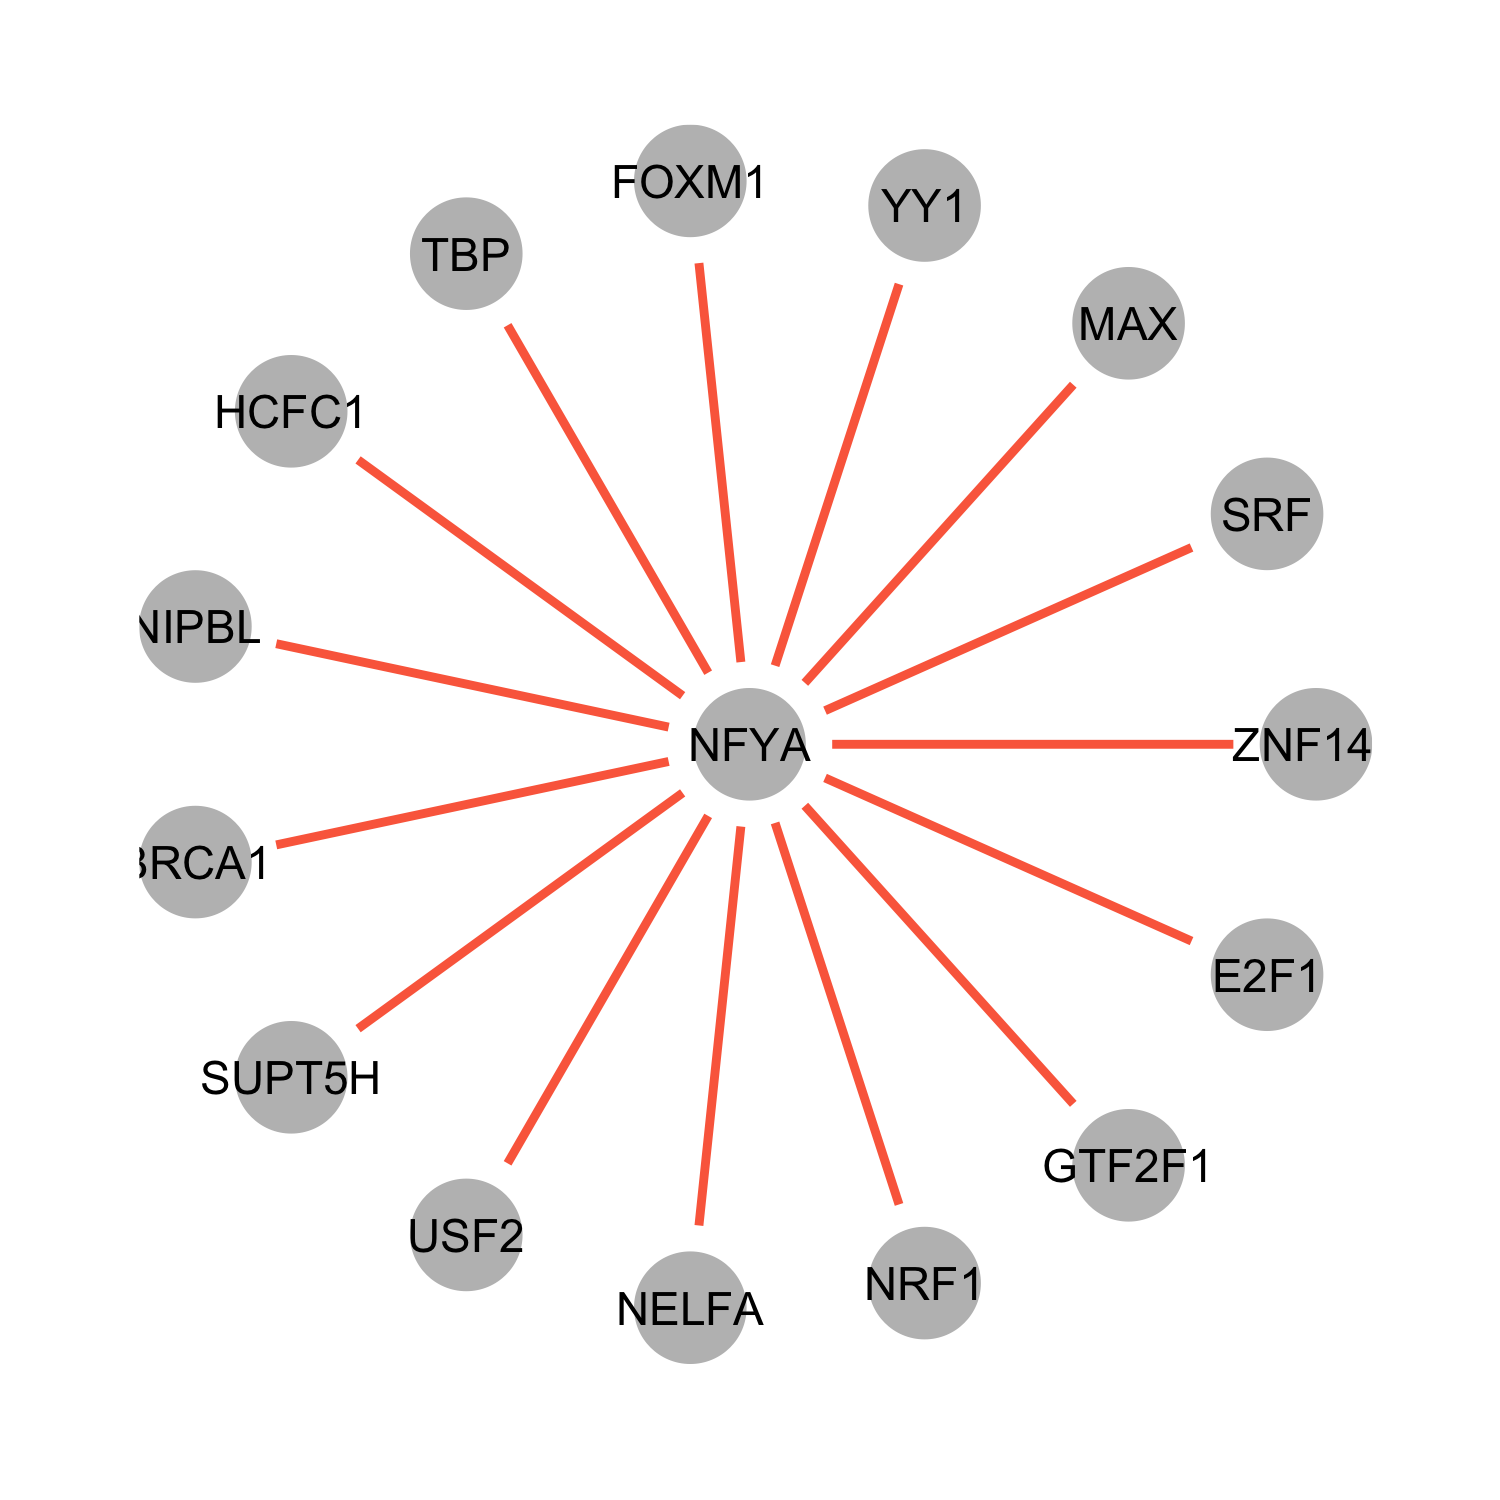 FOXM1
YY1
TBP
MAX
HCFC1
SRF
NIPBL
NFYA
ZNF14
BRCA1
E2F1
SUPT5H
GTF2F1
USF2
NRF1
NELFA